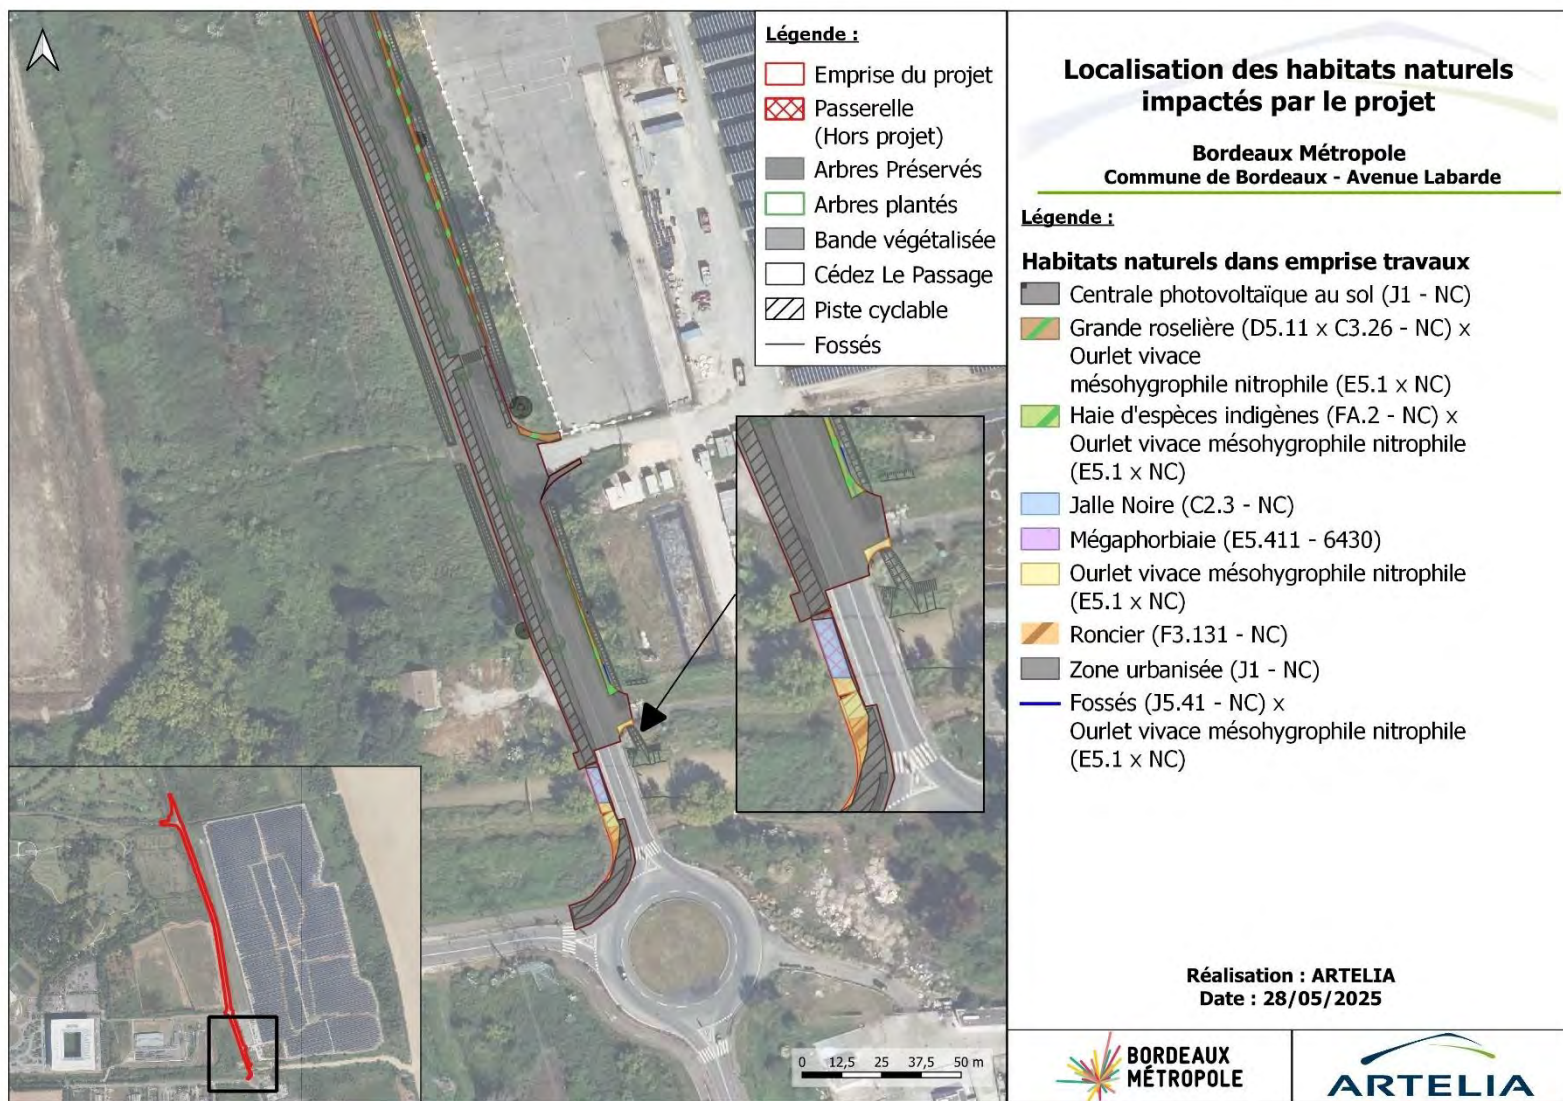 Légende :
Emprise du projet
Passerelle
(Hors projet)
Arbres Préservés
Arbres plantés
Bande végétalisée
Cédez Le Passage
Piste cyclable
Fossés
0 12,5 25 37,5 50 m
Localisation des habitats naturels
impactés par le projet
Bordeaux Métropole
Commune de Bordeaux - Avenue Labarde
Légende :
Habitats naturels dans emprise travaux
Centrale photovoltaïque au sol (J1 - NC)
Grande roselière (D5.11 x C3.26 - NC) x
Ourlet vivace
mésohygrophile nitrophile (E5.1 x NC)
Haie d'espèces indigènes (FA.2 - NC) x
Ourlet vivace mésohygrophile nitrophile
(E5.1 x NC)
Jalle Noire (C2.3 - NC)
Mégaphorbiaie (E5.411 - 6430)
Ourlet vivace mésohygrophile nitrophile
(E5.1 x NC)
Roncier (F3.131 - NC)
Zone urbanisée (J1 - NC)
Fossés (J5.41 - NC) x
Ourlet vivace mésohygrophile nitrophile
(E5.1 x NC)
Réalisation : ARTELIA
Date : 28/05/2025
BORDEAUX
MÉTROPOLE
ARTELIA